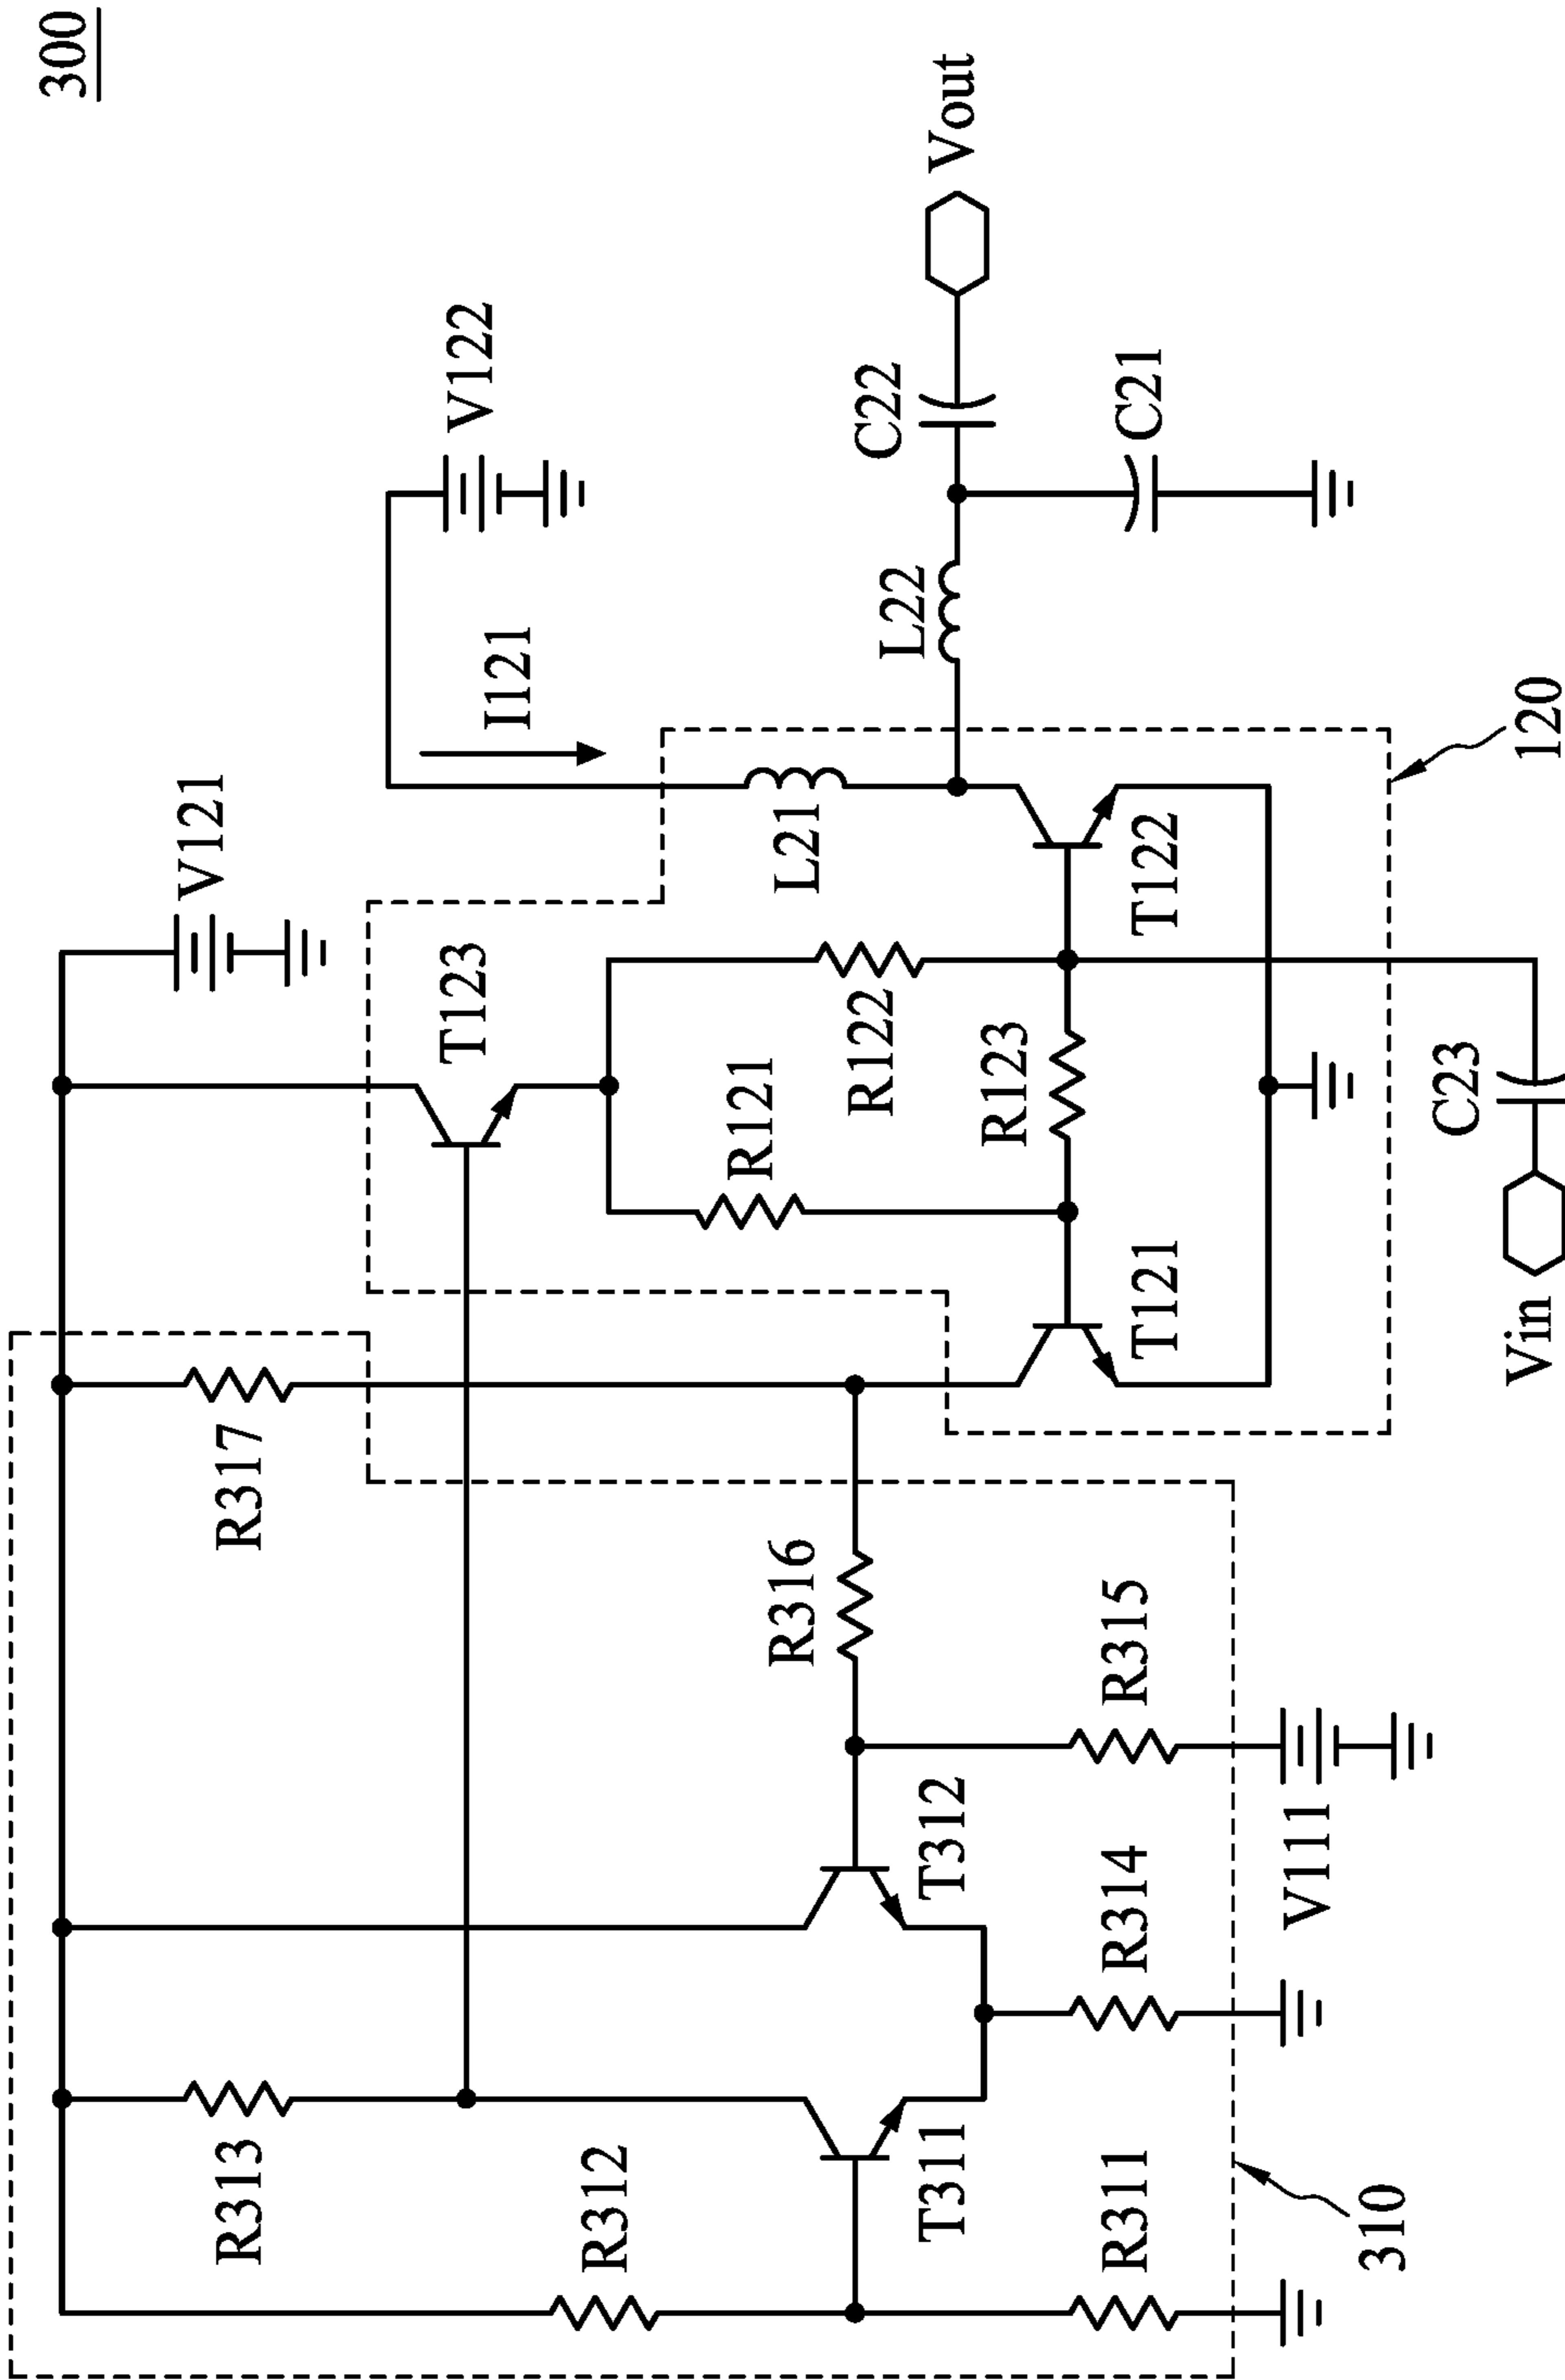 300
V121
V122
I121
T123
R317
R313
R312
R121
L21
R122
R123
L22
C22
Vout
C21
R316
T312
T311
T121
T122
R315
R314
R311
V111
310
120
C23
Vin